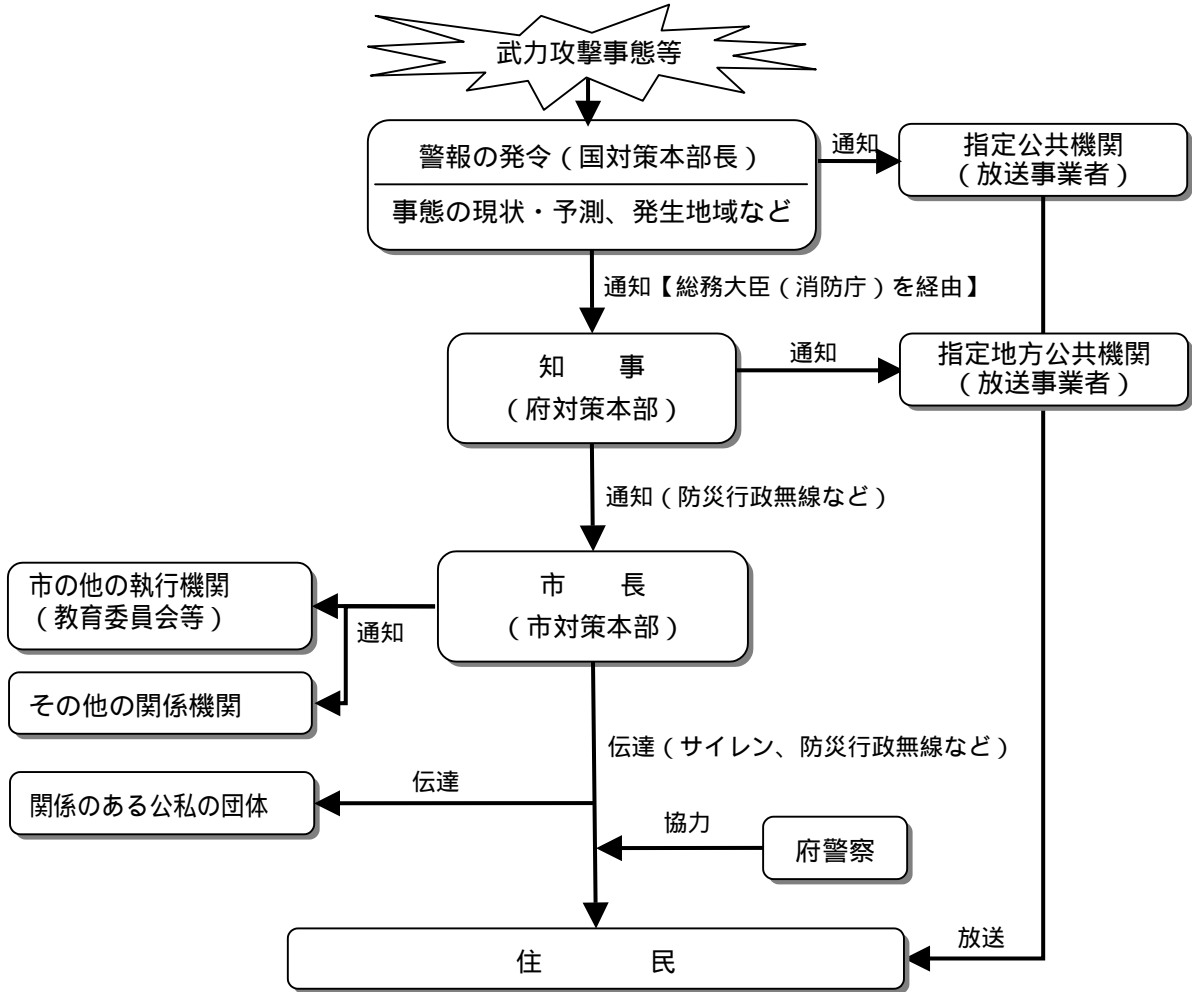 武力攻撃事態等
警報の発令（国対策本部長）
事態の現状・予測、発生地域など
通知
指定公共機関
（放送事業者）
通知【総務大臣（消防庁）を経由】
知　　事
（府対策本部）
通知
指定地方公共機関
（放送事業者）
通知（防災行政無線など）
市　　長
（市対策本部）
市の他の執行機関
（教育委員会等）
通知
その他の関係機関
伝達（サイレン、防災行政無線など）
関係のある公私の団体
伝達
協力
府警察
放送
住　　　　民